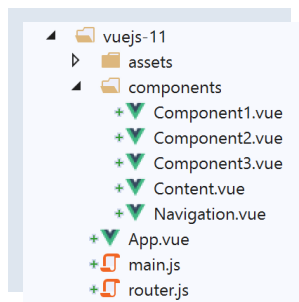 vuejs-11
assets
components
Component1.vue
Component2.vue
Component3.vue
Content.vue
Navigation.vue
App.vue
main.js
router.js